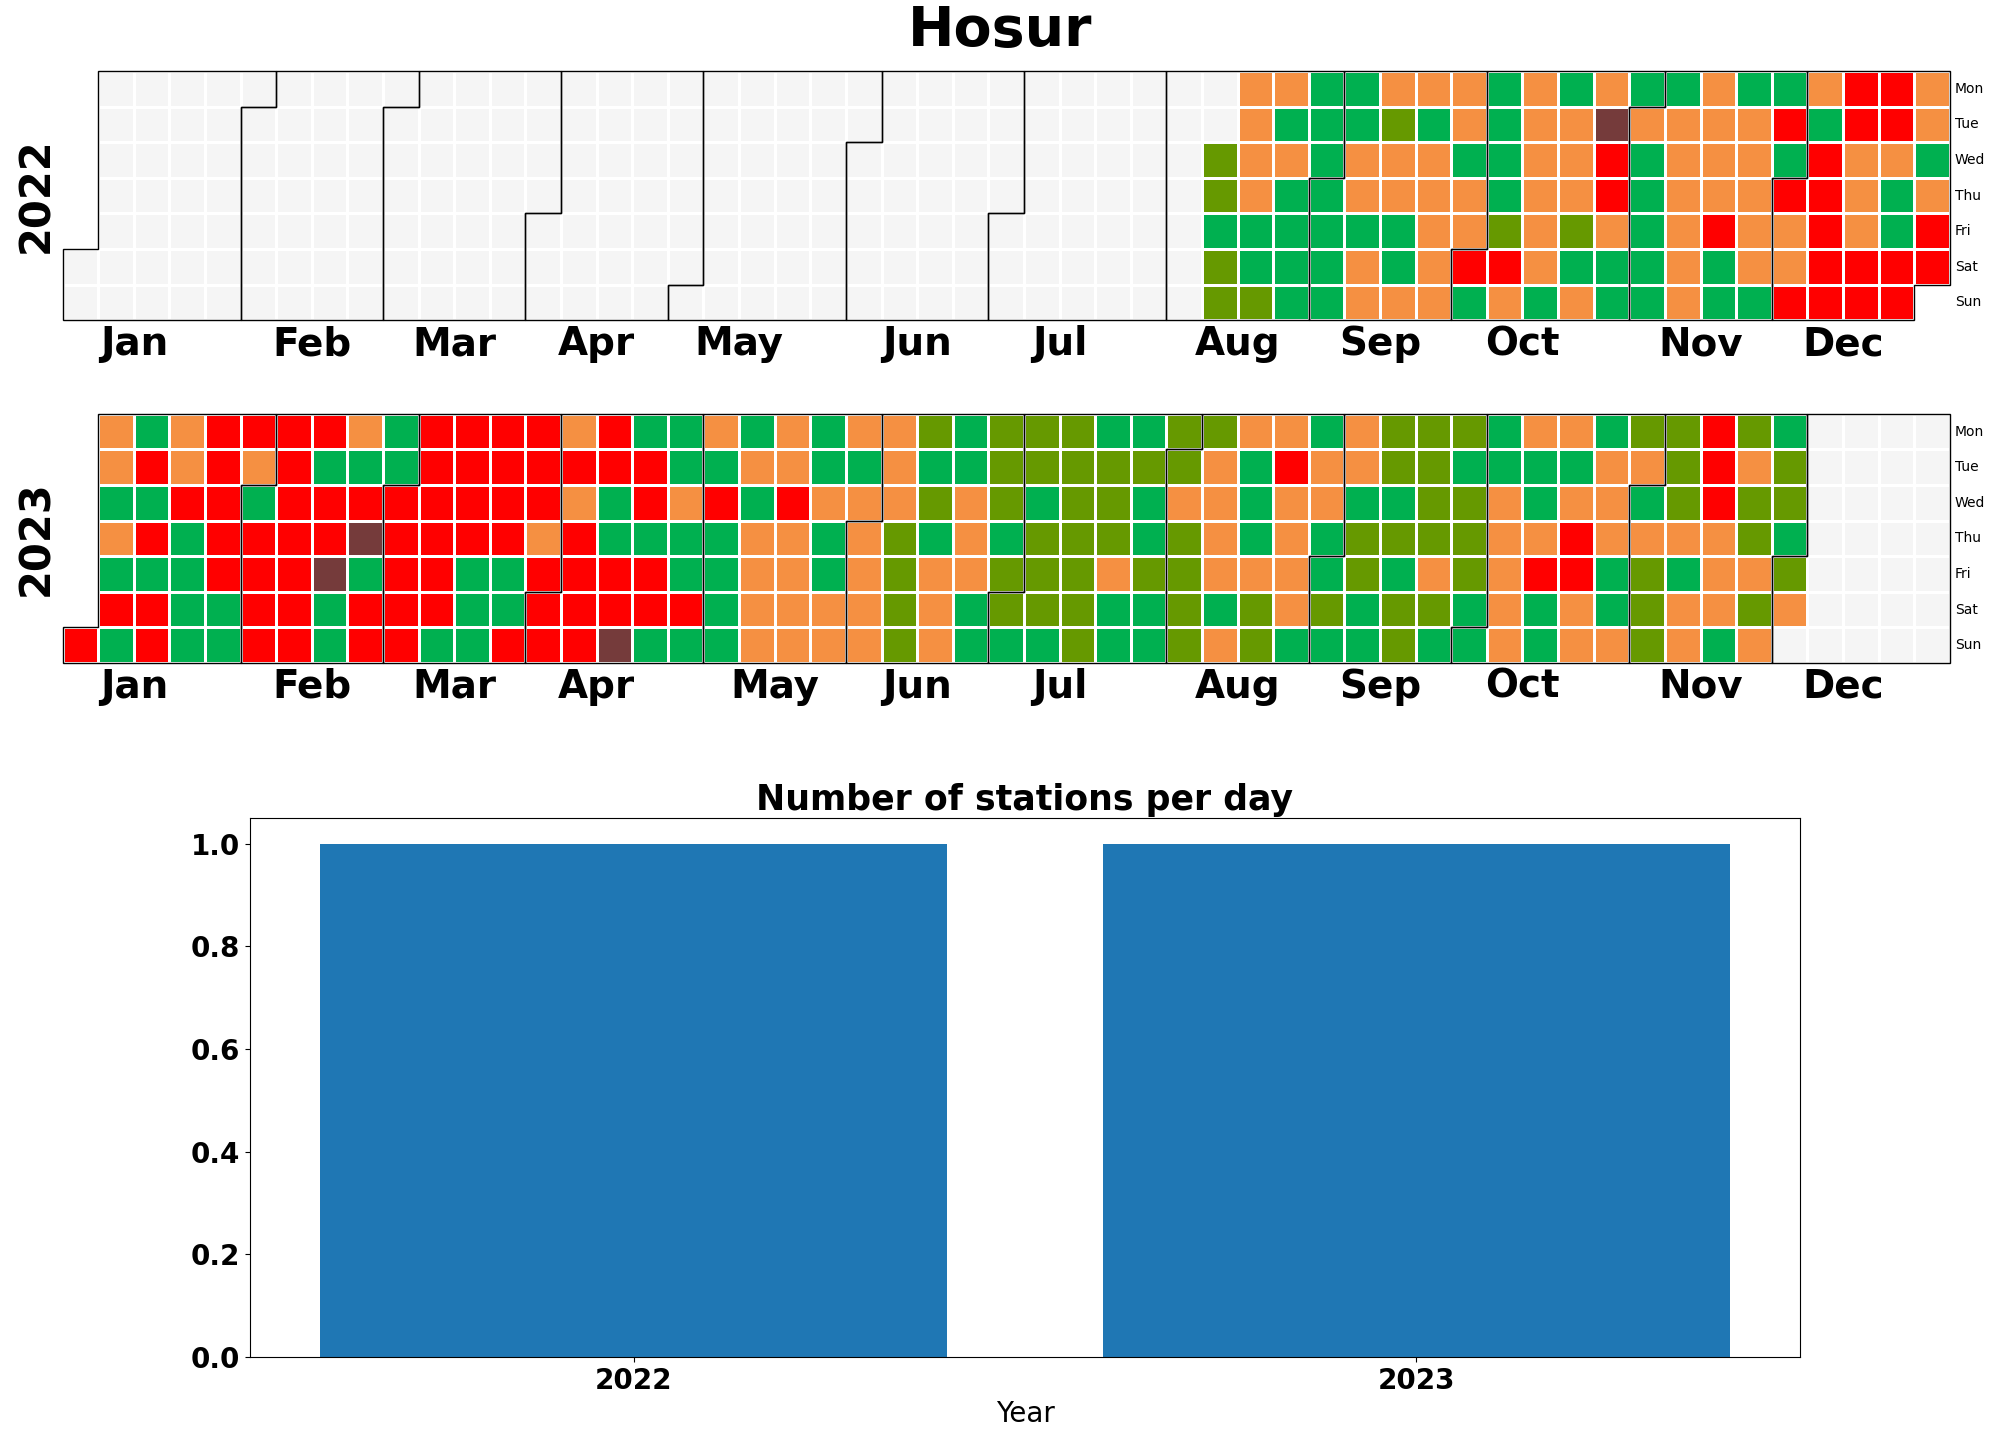 Hosur
2022
Mon
Tue
Wed
Thu
Fri
Sat
Sun
Jan Feb Mar Apr May Jun Jul Aug Sep Oct Nov Dec
2023
Mon
Tue
Wed
Thu
Fri
Sat
Sun
Jan Feb Mar Apr May Jun Jul Aug Sep Oct Nov Dec
Number of stations per day
1.0
0.8
0.6
0.4
0.2
0.0
2022 2023
Year